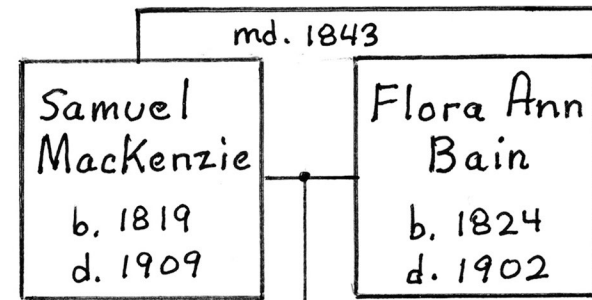 md. 1843
Samuel
MacKenzie
b. 1819
d. 1909
Flora Ann
Bain
b. 1824
d. 1902